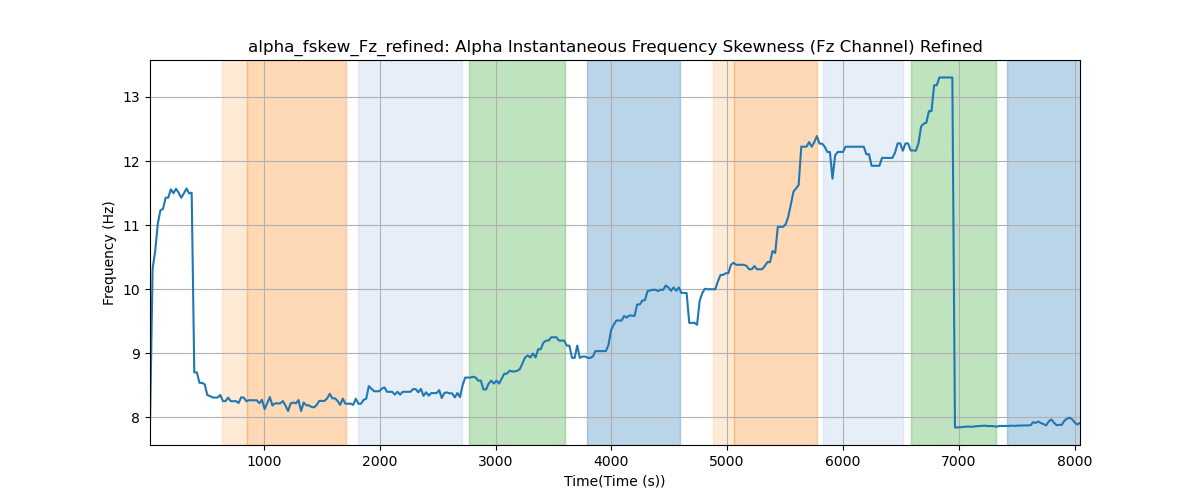 alpha_fskew_Fz_refined: Alpha Instantaneous Frequency Skewness (Fz Channel) Refined
Frequency (Hz)
13
12
11
10
9
8
1000 2000 3000 4000 5000 6000 7000 8000
Time(Time (s))